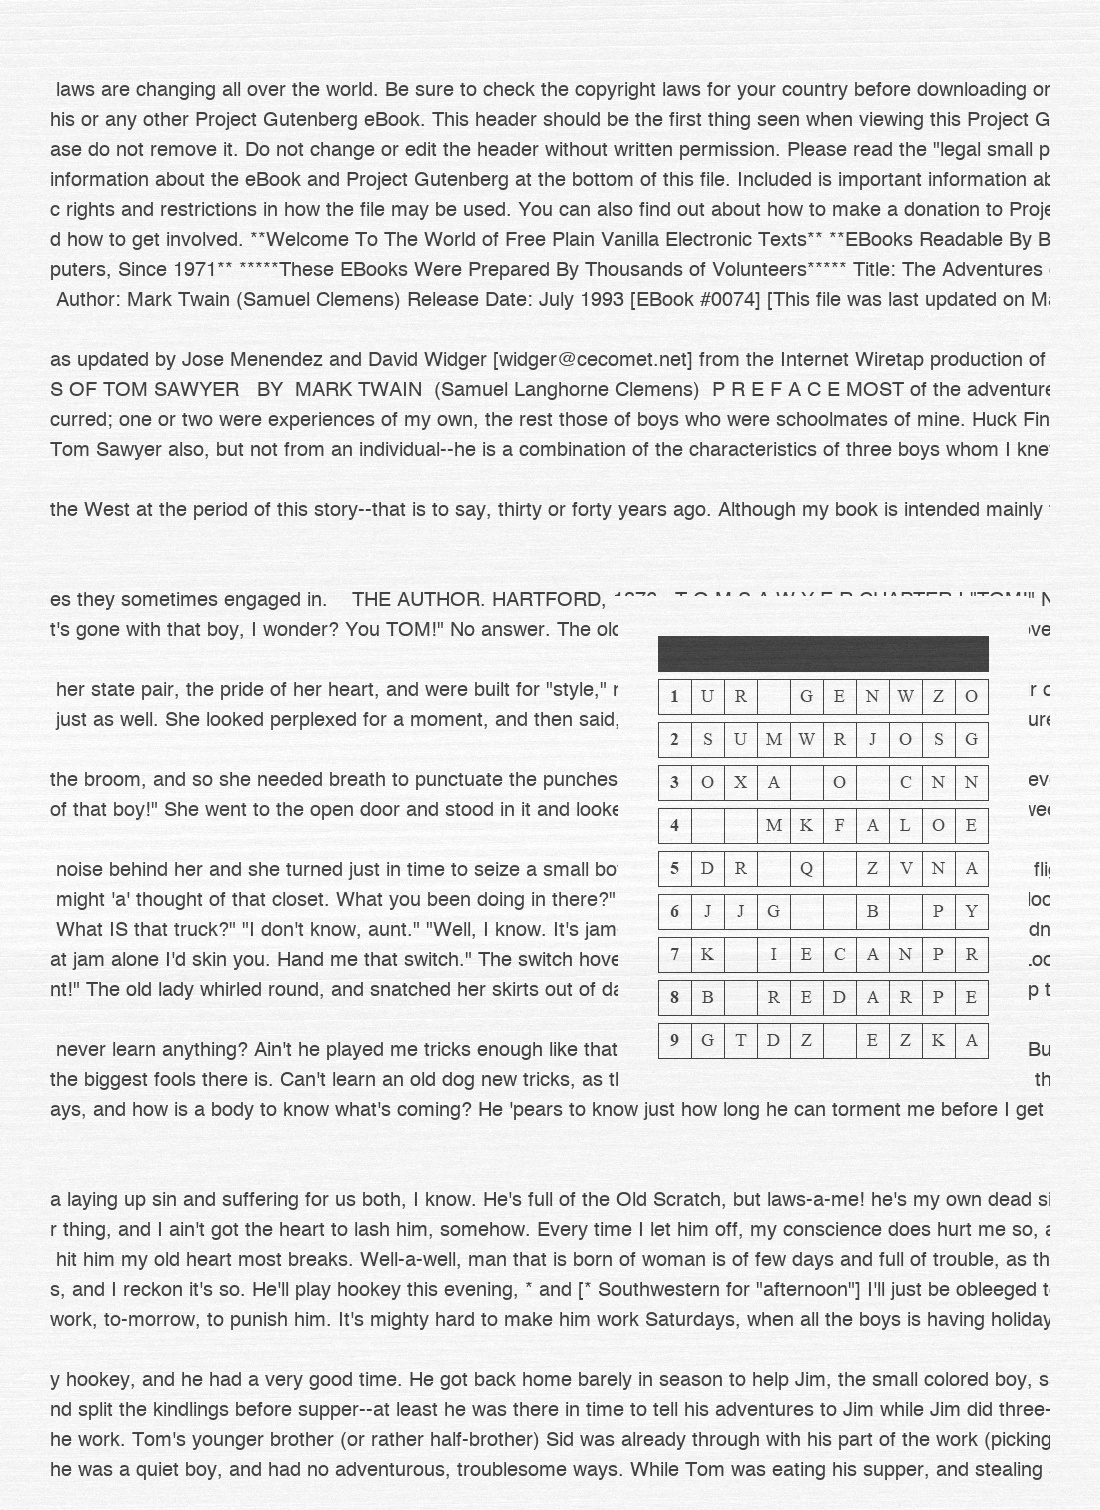 laws are changing all over the world. Be sure to check the copyright laws for your country before downloading or
his or any other Project Gutenberg eBook. This header should be the first thing seen when viewing this Project G
ase do not remove it. Do not change or edit the header without written permission. Please read the "legal small p
information about the eBook and Project Gutenberg at the bottom of this file. Included is important information ab
c rights and restrictions in how the file may be used. You can also find out about how to make a donation to Proje
d how to get involved. **Welcome To The World of Free Plain Vanilla Electronic Texts** **EBooks Readable By B
puters, Since 1971** *****These EBooks Were Prepared By Thousands of Volunteers***** Title: The Adventures
Author: Mark Twain (Samuel Clemens) Release Date: July 1993 [EBook #0074] [This file was last updated on Ma
as updated by Jose Menendez and David Widger [widger@cecomet.net] from the Internet Wiretap production of
S OF TOM SAWYER BY MARK TWAIN (Samuel Langhorne Clemens) P R E F A C E MOST of the adventure
curred; one or two were experiences of my own, the rest those of boys who were schoolmates of mine. Huck Fin
Tom Sawyer also, but not from an individual--he is a combination of the characteristics of three boys whom I kne
the West at the period of this story--that is to say, thirty or forty years ago. Although my book is intended mainly
es they sometimes engaged in. THE AUTHOR. HARTFORD, 1876. T O M S A W Y E R CHAPTER I "TOM!" N
t's gone with that boy, I wonder? You TOM!" No answer. The old ove
her state pair, the pride of her heart, and were built for "style," r c
just as well. She looked perplexed for a moment, and then said, ure
the broom, and so she needed breath to punctuate the punches eve
of that boy!" She went to the open door and stood in it and looke wee
noise behind her and she turned just in time to seize a small bo flig
might 'a' thought of that closet. What you been doing in there?" loo
What IS that truck?" "I don't know, aunt." "Well, I know. It's jam dn
at jam alone I'd skin you. Hand me that switch." The switch hove Loo
nt!" The old lady whirled round, and snatched her skirts out of da p t
never learn anything? Ain't he played me tricks enough like that Bu
the biggest fools there is. Can't learn an old dog new tricks, as th th
1 U R G E N W Z O
2 S U M W R J O S G
3 O X A O C N N
4 M K F A L O E
5 D R Q Z V N A
6 J J G B P Y
7 K I E C A N P R
8 B R E D A R P E
9 G T D Z E Z K A
ays, and how is a body to know what's coming? He 'pears to know just how long he can torment me before I get
a laying up sin and suffering for us both, I know. He's full of the Old Scratch, but laws-a-me! he's my own dead si
r thing, and I ain't got the heart to lash him, somehow. Every time I let him off, my conscience does hurt me so, a
hit him my old heart most breaks. Well-a-well, man that is born of woman is of few days and full of trouble, as th
s, and I reckon it's so. He'll play hookey this evening, * and [* Southwestern for "afternoon"] I'll just be obleeged to
work, to-morrow, to punish him. It's mighty hard to make him work Saturdays, when all the boys is having holiday
y hookey, and he had a very good time. He got back home barely in season to help Jim, the small colored boy, s
nd split the kindlings before supper--at least he was there in time to tell his adventures to Jim while Jim did three-
he work. Tom's younger brother (or rather half-brother) Sid was already through with his part of the work (picking
he was a quiet boy, and had no adventurous, troublesome ways. While Tom was eating his supper, and stealing